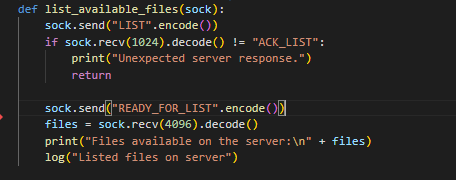 def list_available_files(sock):
    sock.send("LIST".encode())
    if sock.recv(1024).decode() != "ACK_LIST":
        print("Unexpected server response.")
        return

    sock.send("READY_FOR_LIST".encode())
    files = sock.recv(4096).decode()
    print("Files available on the server:\n" + files)
    log("Listed files on server")